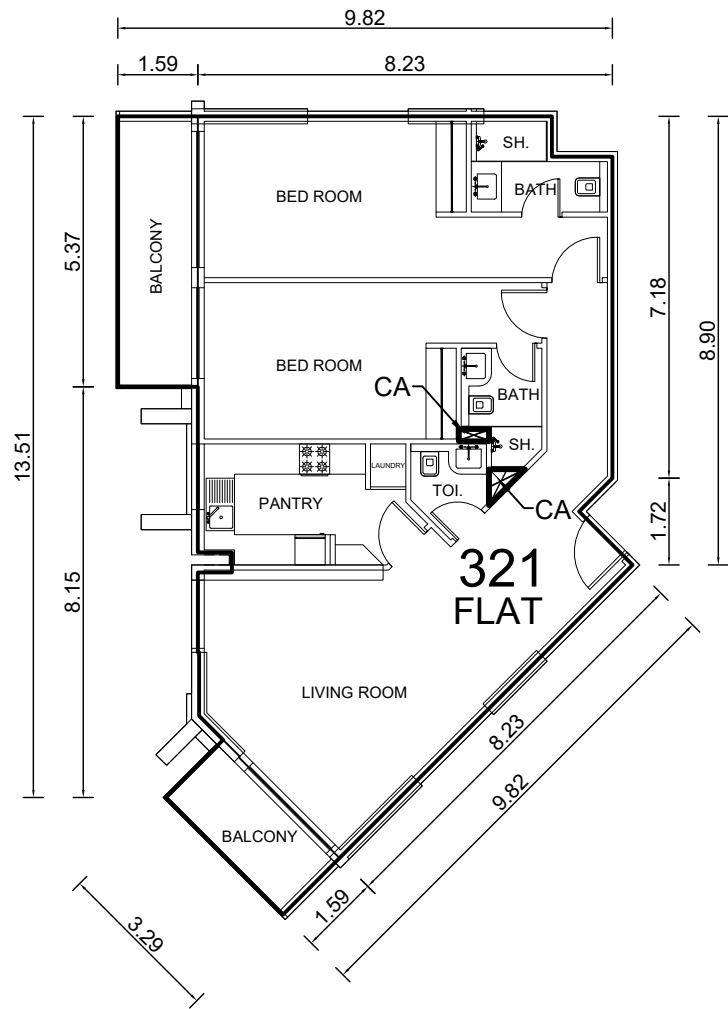 9.82
1.59
8.23
SH.
BATH
BED ROOM
BALCONY
5.37
7.18
8.90
BED ROOM
CA
BATH
SH.
13.51
LAUNDRY
TOI.
PANTRY
CA
1.72
321
FLAT
8.15
LIVING ROOM
8.23
9.82
BALCONY
1.59
3.29